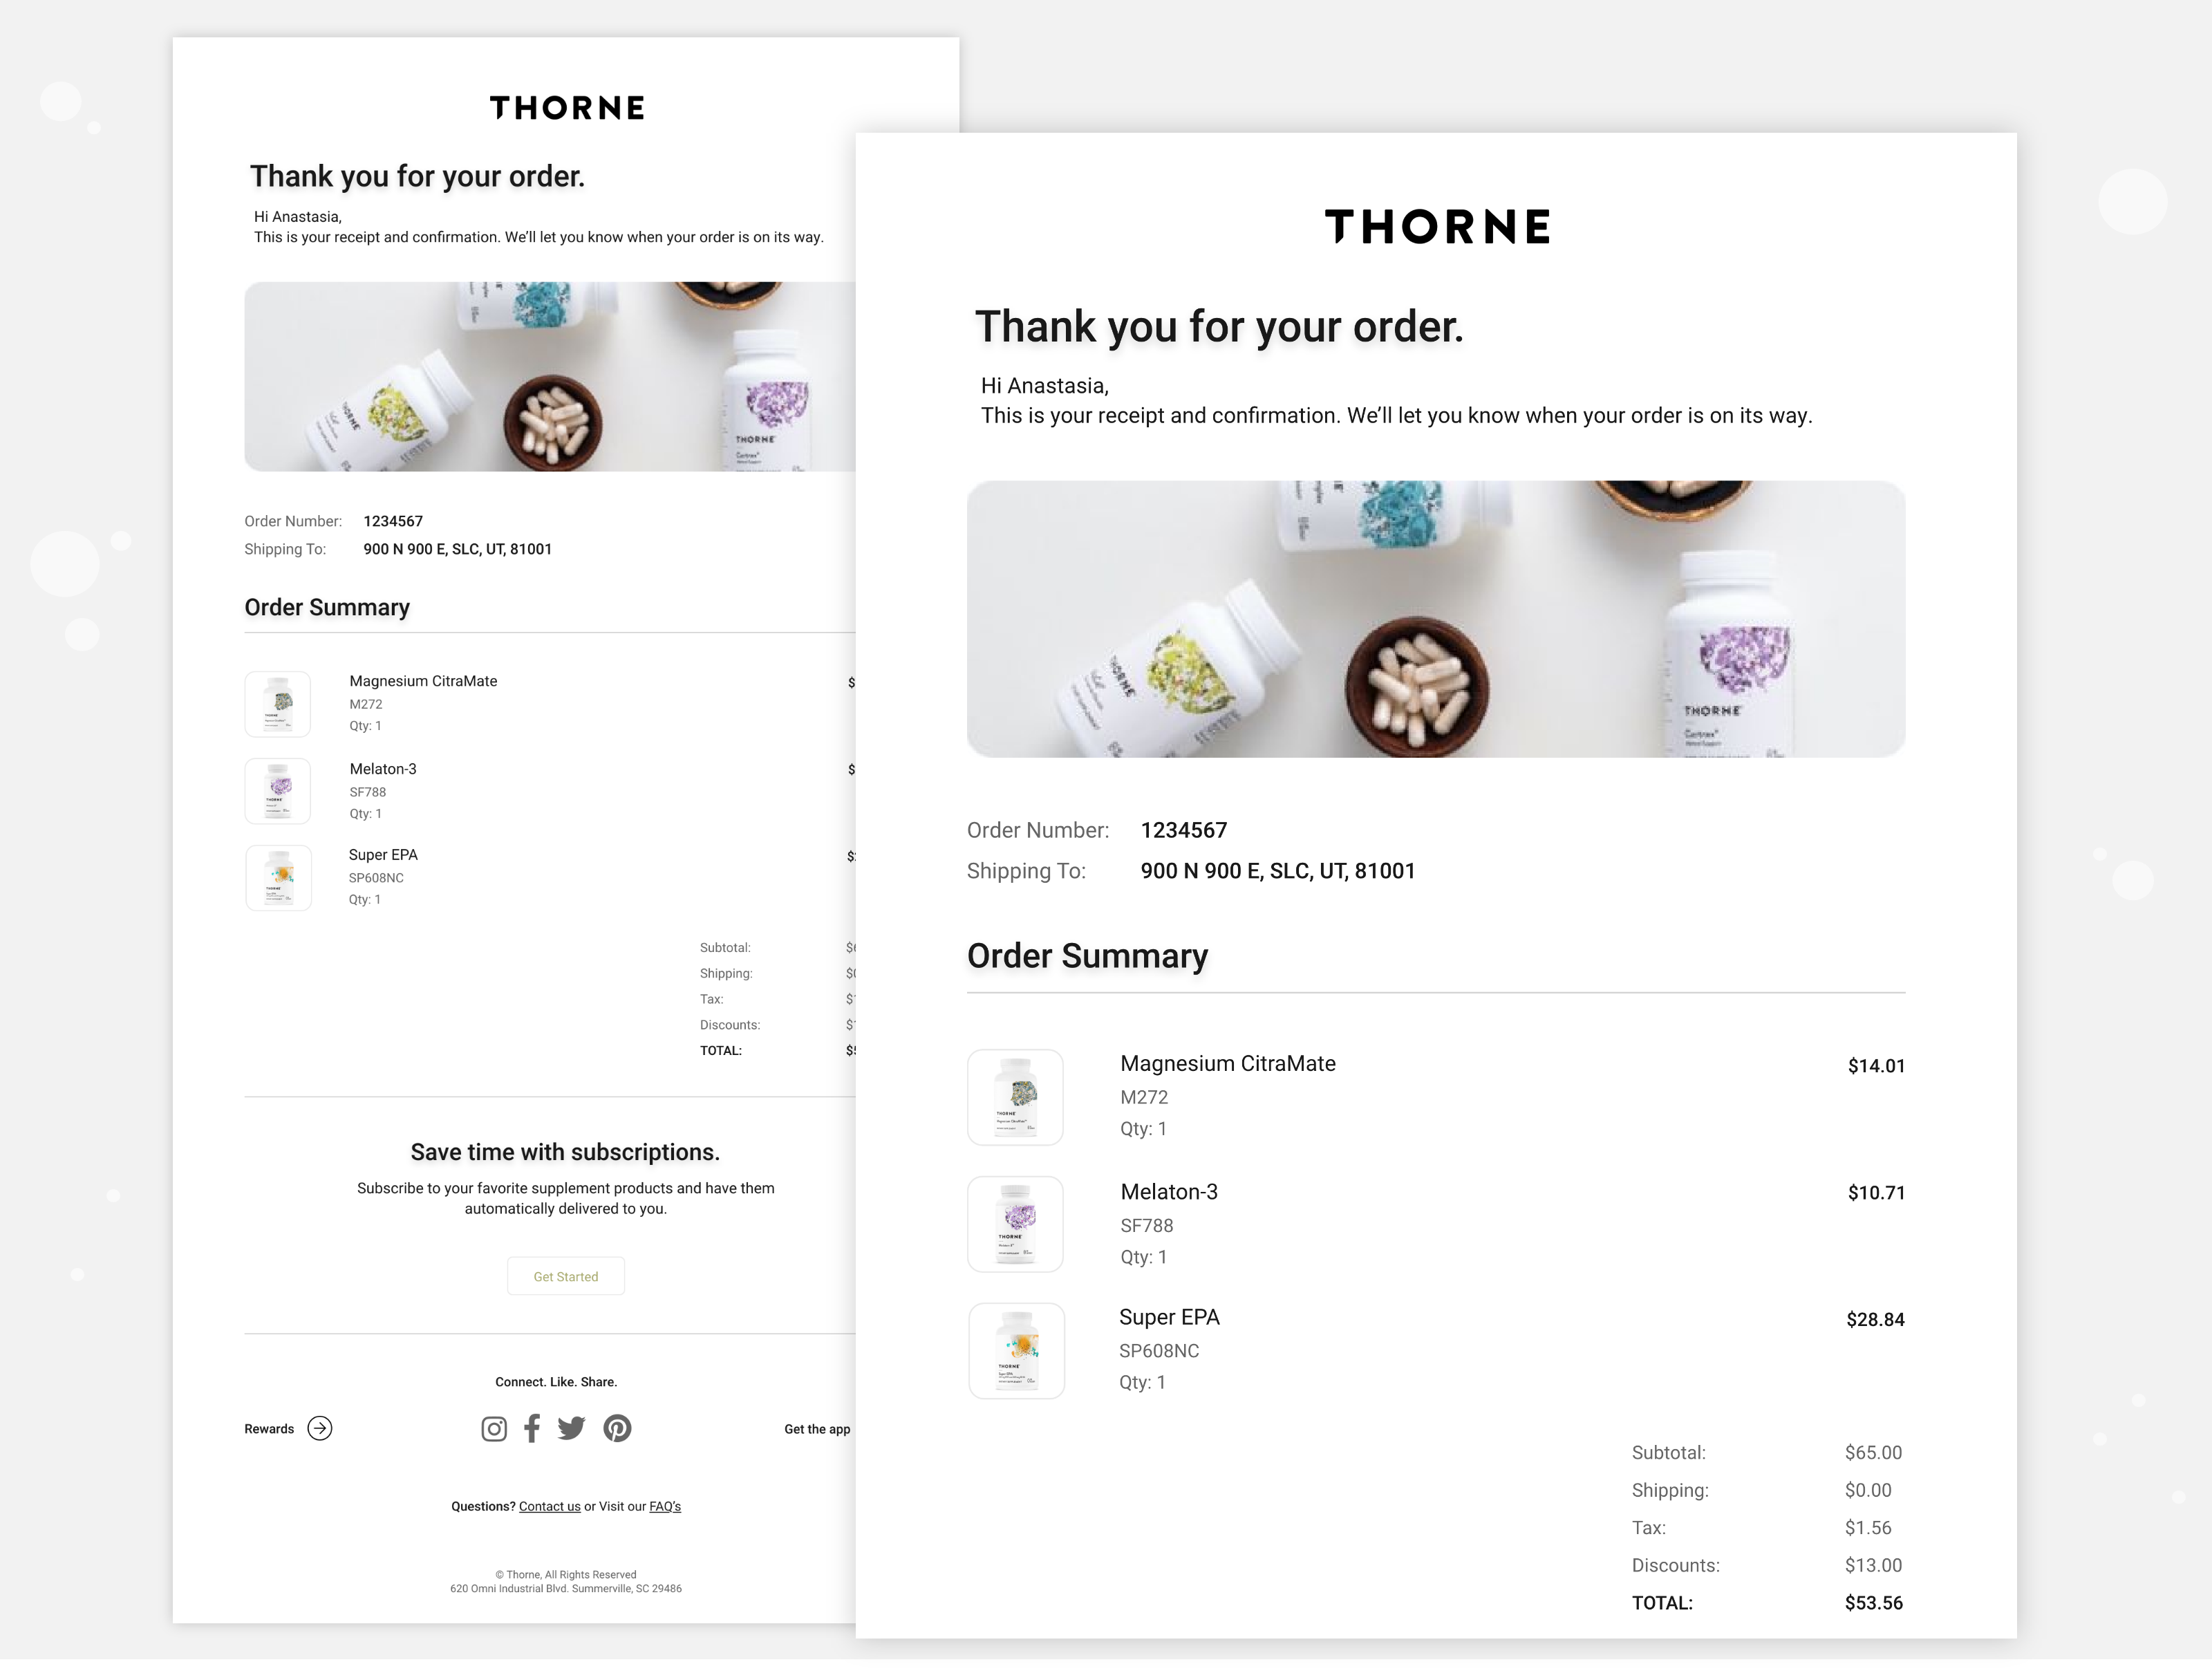 THORNE
Thank you for your order.
Hi Anastasia,
This is your receipt and confirmation. We'll let you know when your order is on its way.
THORNE
THORNE
Order Number: 1234567
Shipping To: 900 N 900 E, SLC, UT, 81001
Order Summary
Magnesium CitraMate $
M272
Qty: 1
Melaton-3 $
SF788
Qty: 1
Super EPA
SP608NC
Qty: 1
Subtotal:
Shipping:
Tax:
Discounts:
TOTAL:
Save time with subscriptions.
Subscribe to your favorite supplement products and have them
automatically delivered to you.
Get Started
Connect. Like. Share.
Rewards
Get the app
Questions? Contact us or Visit our FAQ's
© Thorne, All Rights Reserved
620 Omni Industrial Blvd. Summerville, SC 29486
THORNE
Thank you for your order.
Hi Anastasia,
This is your receipt and confirmation. We'll let you know when your order is on its way.
THORNE
THORNE
Order Number: 1234567
Shipping To: 900 N 900 E, SLC, UT, 81001
Order Summary
THORNE
Magnesium CitraMate $14.01
M272
Qty: 1
THORNE
Melaton-3 $10.71
SF788
Qty: 1
THORNE
Super EPA $28.84
SP608NC
Qty: 1
Subtotal: $65.00
Shipping: $0.00
Tax: $1.56
Discounts: $13.00
TOTAL: $53.56